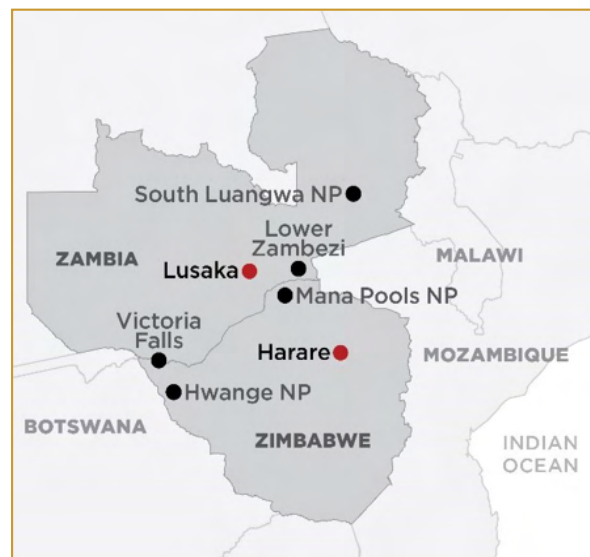 South Luangwa NP
Lower
Zambezi
ZAMBIA
MALAWI
Lusaka
Mana Pools NP
Victoria
Falls
Harare
MOZAMBIQUE
Hwange NP
BOTSWANA
ZIMBABWE
INDIAN
OCEAN